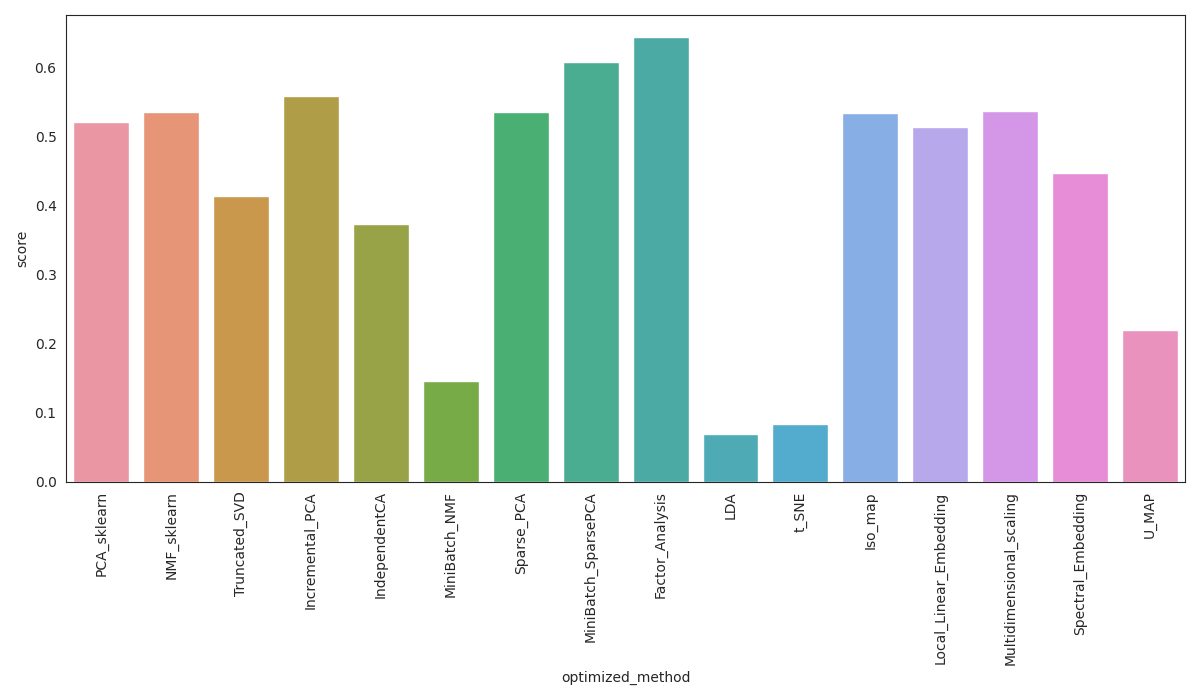 score
0.6
0.5
0.4
0.3
0.2
0.1
0.0
PCA_sklearn
NMF_sklearn
Truncated_SVD
Incremental_PCA
IndependentCA
MiniBatch_NMF
Sparse_PCA
MiniBatch_SparsePCA
Factor_Analysis
LDA
t_SNE
Iso_map
Local_Linear_Embedding
Multidimensional_scaling
Spectral_Embedding
U_MAP
optimized_method